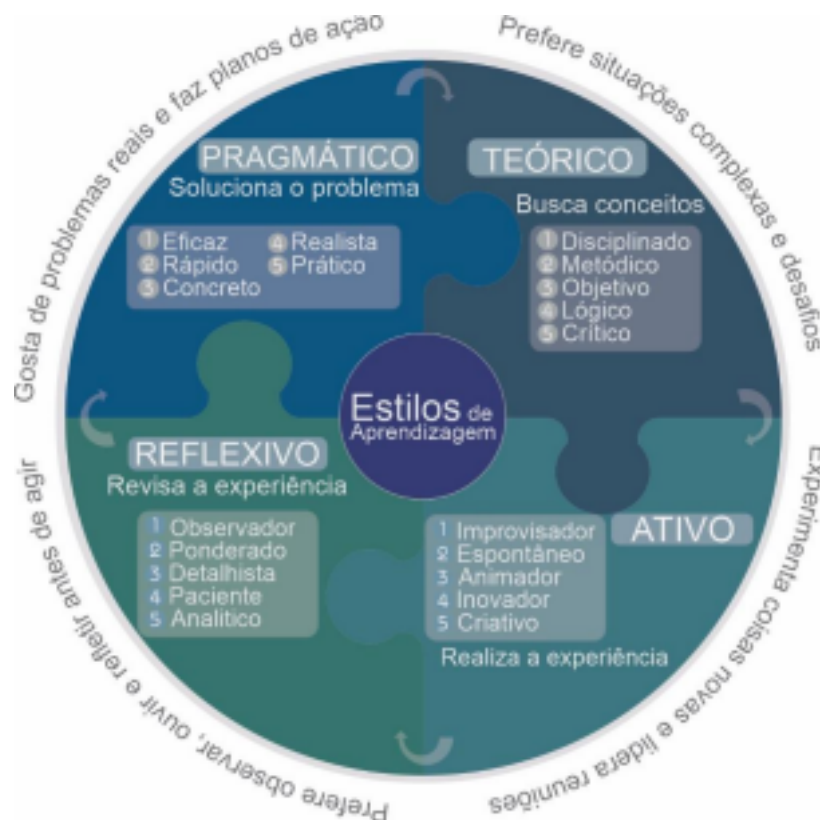 Gosta de problemas reais e faz planos de ação
Prefere situações complexas e desafios
PRAGMÁTICO
Soluciona o problema
1 Eficaz
2 Rápido
3 Concreto
4 Realista
5 Prático
TEÓRICO
Busca conceitos
1 Disciplinado
2 Metódico
3 Objetivo
4 Lógico
5 Crítico
Estilos de
Aprendizagem
REFLEXIVO
Revisa a experiência
1 Observador
2 Ponderado
3 Detalhista
4 Paciente
5 Analitico
ATIVO
1 Improvisador
2 Espontâneo
3 Animador
4 Inovador
5 Criativo
Realiza a experiência
Prefere observar, ouvir e refletir antes de agir
Experimenta coisas novas e lidera reuniões